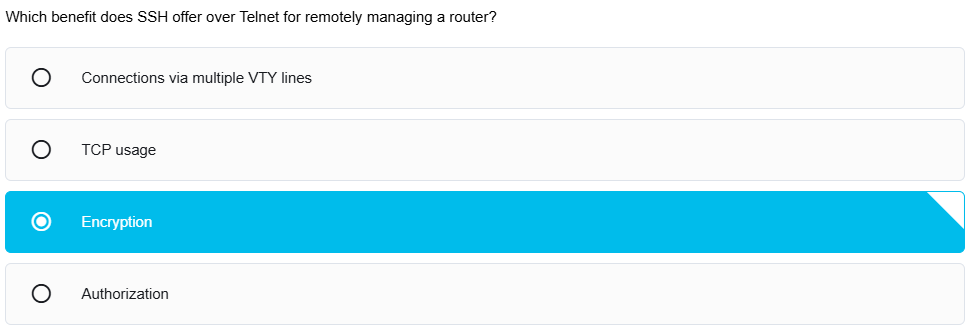 Which benefit does SSH offer over Telnet for remotely managing a router?
Connections via multiple VTY lines
TCP usage
Encryption
Authorization